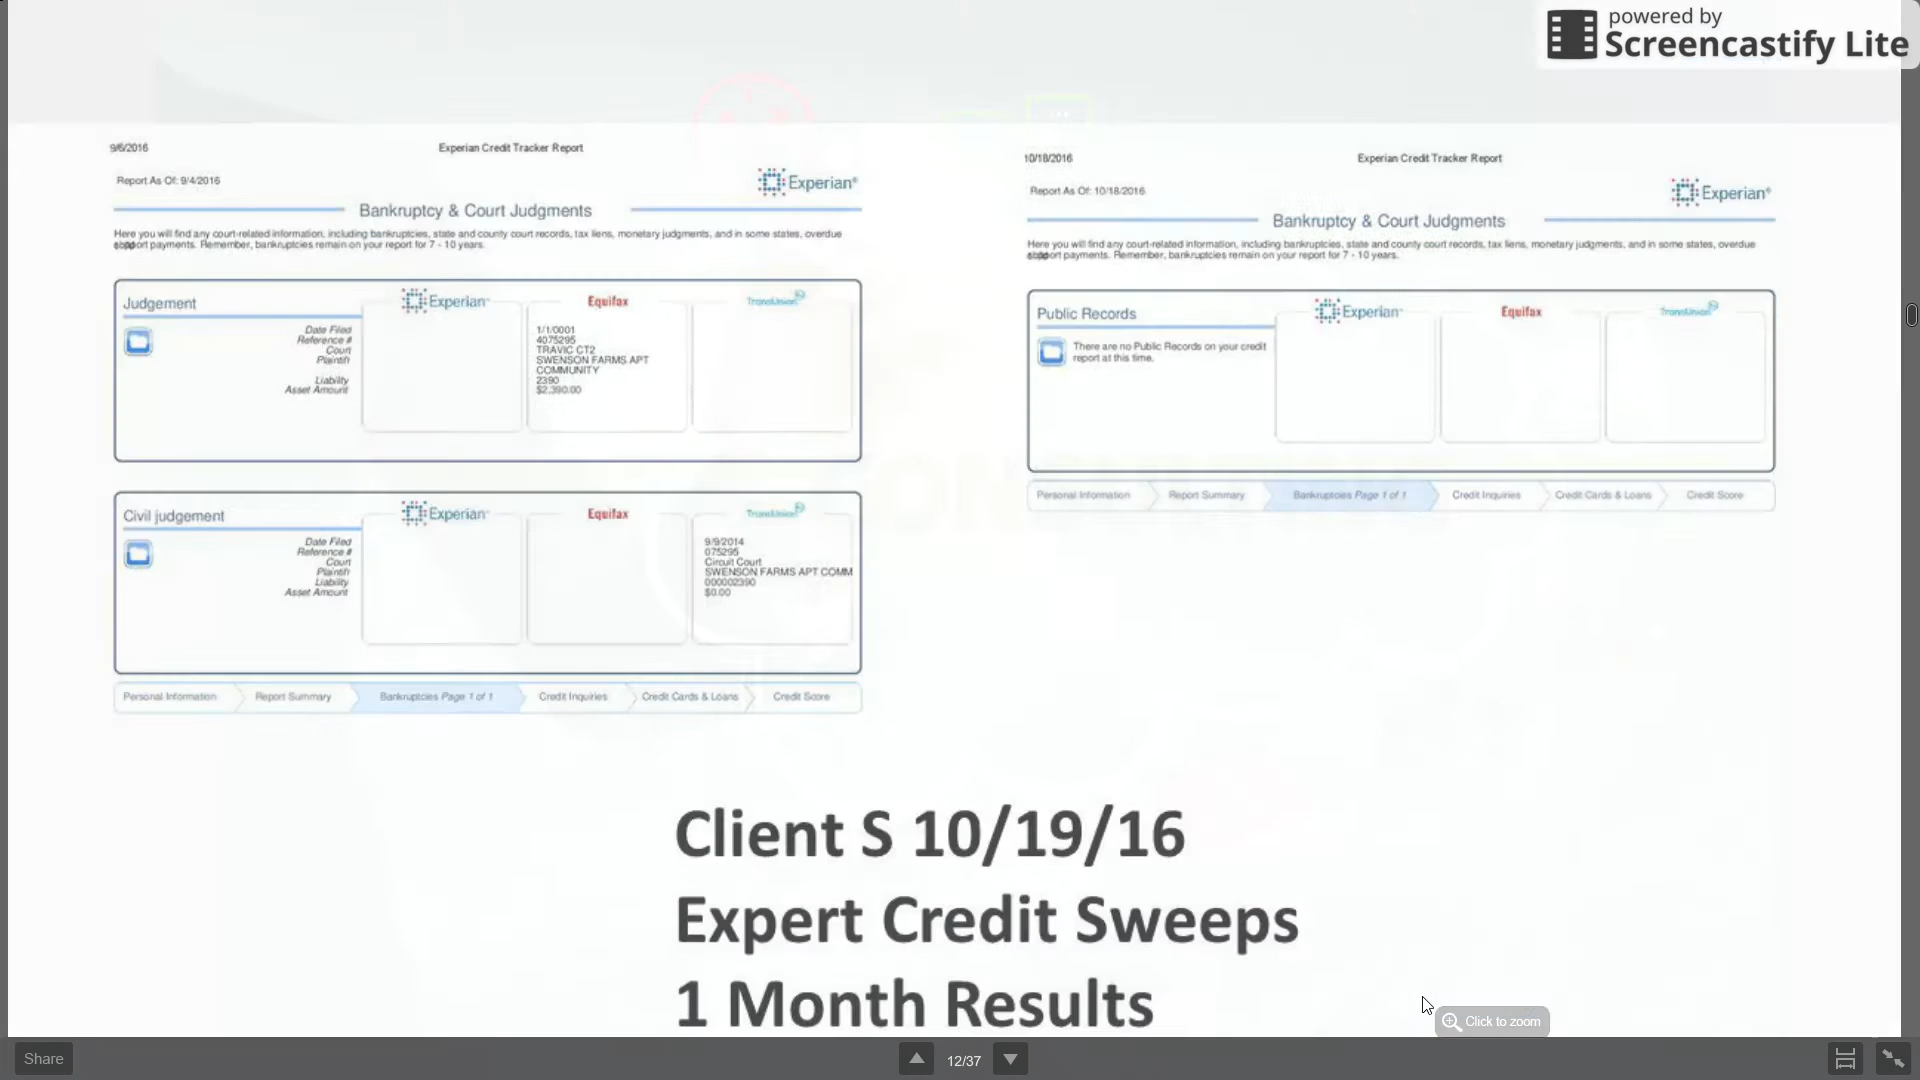 powered by
Screencastify Lite
9/6/2016
Experian Credit Tracker Report
Report As Of: 9/4/2016
Experian
Bankruptcy & Court Judgments
Here you will find any court-related information, including bankruptcies, state and county court records, tax liens, monetary judgments, and in some states, overdue
support payments. Remember, bankruptcies remain on your report for 7 - 10 years.
Judgement
Experian
Equifax
TransUnion
Date Filed
Reference #
Court
Plaintiff
Liability
Asset Amount
1/1/0001
4075295
TRAVIC CT2
SWENSON FARMS APT
COMMUNITY
2390
$2,390.00
Civil judgement
Experian
Equifax
TransUnion
Date Filed
Reference #
Court
Plaintiff
Liability
Asset Amount
9/9/2014
075295
Circuit Court
SWENSON FARMS APT COMM
000002390
$0.00
Personal Information
Report Summary
Bankruptcies Page 1 of 1
Credit Inquiries
Credit Cards & Loans
Credit Score
10/18/2016
Experian Credit Tracker Report
Report As Of: 10/18/2016
Experian
Bankruptcy & Court Judgments
Here you will find any court-related information, including bankruptcies, state and county court records, tax liens, monetary judgments, and in some states, overdue
support payments. Remember, bankruptcies remain on your report for 7 - 10 years.
Public Records
Experian
Equifax
TransUnion
There are no Public Records on your credit
report at this time.
Personal Information
Report Summary
Bankruptcies Page 1 of 1
Credit Inquiries
Credit Cards & Loans
Credit Score
Client S 10/19/16
Expert Credit Sweeps
1 Month Results
Click to zoom
Share
12/37